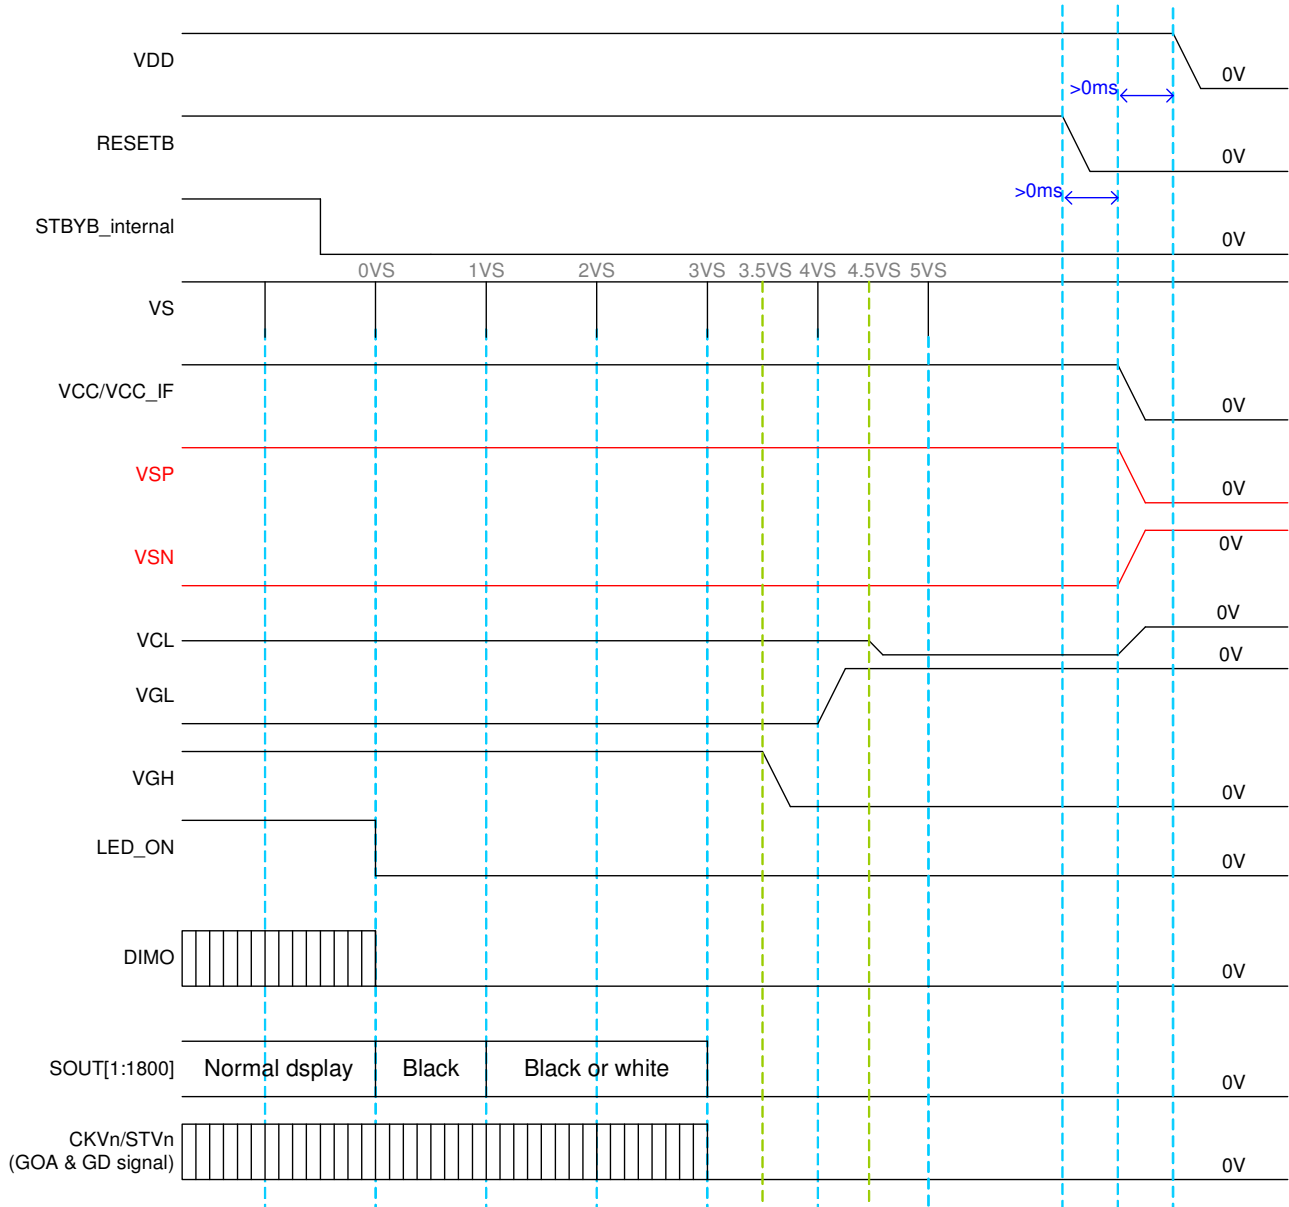 VDD
0V
>0ms
RESETB
0V
>0ms
STBYB_internal
0V
0VS 1VS 2VS 3VS 3.5VS 4VS 4.5VS 5VS
VS
VCC/VCC_IF
0V
VSP
0V
VSN
0V
0V
VCL
0V
VGL
VGH
0V
LED_ON
0V
DIMO
0V
SOUT[1:1800]
Normal dsplay
Black
Black or white
0V
CKVn/STVn
(GOA & GD signal)
0V